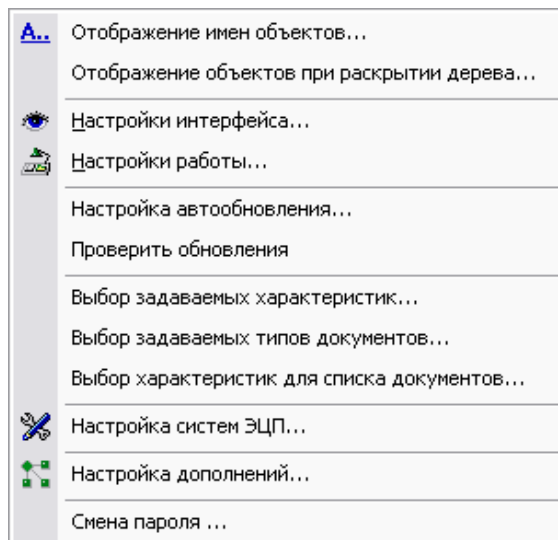 A.. Отображение имен объектов...
Отображение объектов при раскрытии дерева...
Настройки интерфейса...
Настройки работы...
Настройка автообновления...
Проверить обновления
Выбор задаваемых характеристик...
Выбор задаваемых типов документов...
Выбор характеристик для списка документов...
Настройка систем ЭЦП...
Настройка дополнений...
Смена пароля ...